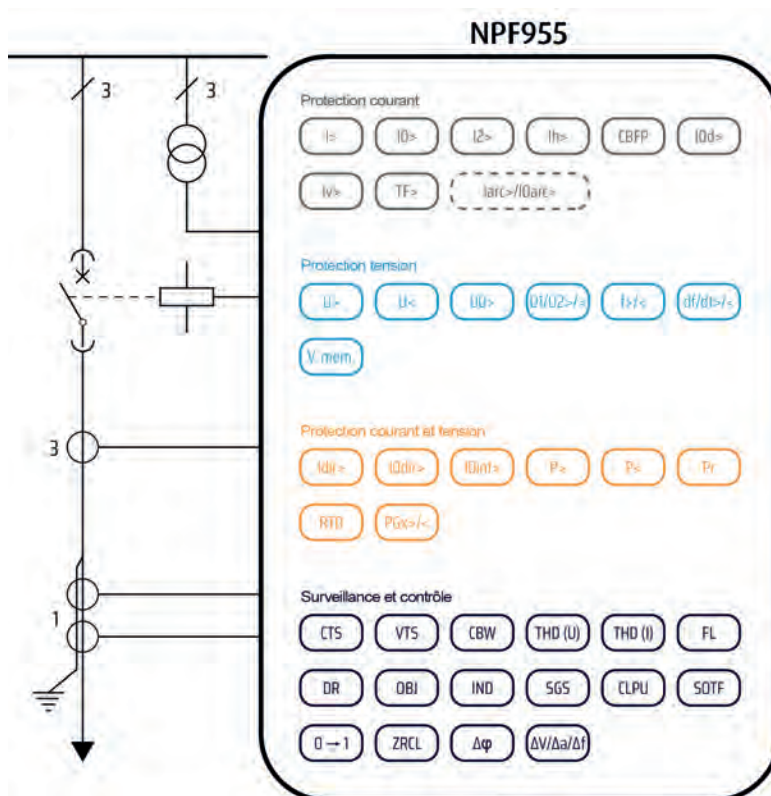 NPF955
3
3
Protection courant
I> I0> I2> Ih> CBFP I0d>
Iv> TF> Iarc>/I0arc>
Protection tension
U> U< U0> U1/U2>/< f>/< df/dt>/<
V. mem.
Protection courant et tension
3
Idir> I0dir> I0int> P> P< Pr
RTD PGx>/<
Surveillance et contrôle
1
CTS VTS CBW THD (U) THD (I) FL
DR OBJ IND SGS CLPU SOTF
0→1 ZRCL Δφ ΔV/Δa/Δf